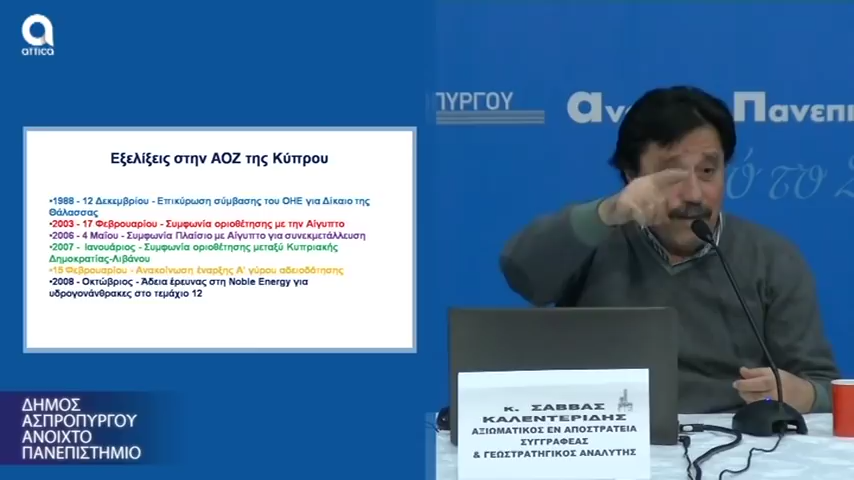 attica
Εξελίξεις στην ΑΟΖ της Κύπρου
•1988 - 12 Δεκεμβρίου - Επικύρωση σύμβασης του ΟΗΕ για Δίκαιο της
Θάλασσας
•2003 - 17 Φεβρουαρίου - Συμφωνία οριοθέτησης με την Αίγυπτο
•2006 - 4 Μαΐου - Συμφωνία Πλαίσιο με Αίγυπτο για συνεκμετάλλευση
•2007 - Ιανουάριος - Συμφωνία οριοθέτησης μεταξύ Κυπριακής
Δημοκρατίας-Λιβάνου
•15 Φεβρουαρίου - Ανακοίνωση έναρξης Α' γύρου αδειοδότησης
•2008 - Οκτώβριος - Άδεια έρευνας στη Noble Energy για
υδρογονάνθρακες στο τεμάχιο 12
ΔΗΜΟΣ
ΑΣΠΡΟΠΥΡΓΟΥ
ΑΝΟΙΧΤΟ
ΠΑΝΕΠΙΣΤΗΜΙΟ
ΠΥΡΓΟΥ
αν Πανεπι
ό το Σ
Κ. ΣΑΒΒΑΣ
ΚΑΛΕΝΤΕΡΙΔΗΣ
ΑΞΙΩΜΑΤΙΚΟΣ ΕΝ ΑΠΟΣΤΡΑΤΕΙΑ
ΣΥΓΓΡΑΦΕΑΣ
& ΓΕΩΣΤΡΑΤΗΓΙΚΟΣ ΑΝΑΛΥΤΗΣ